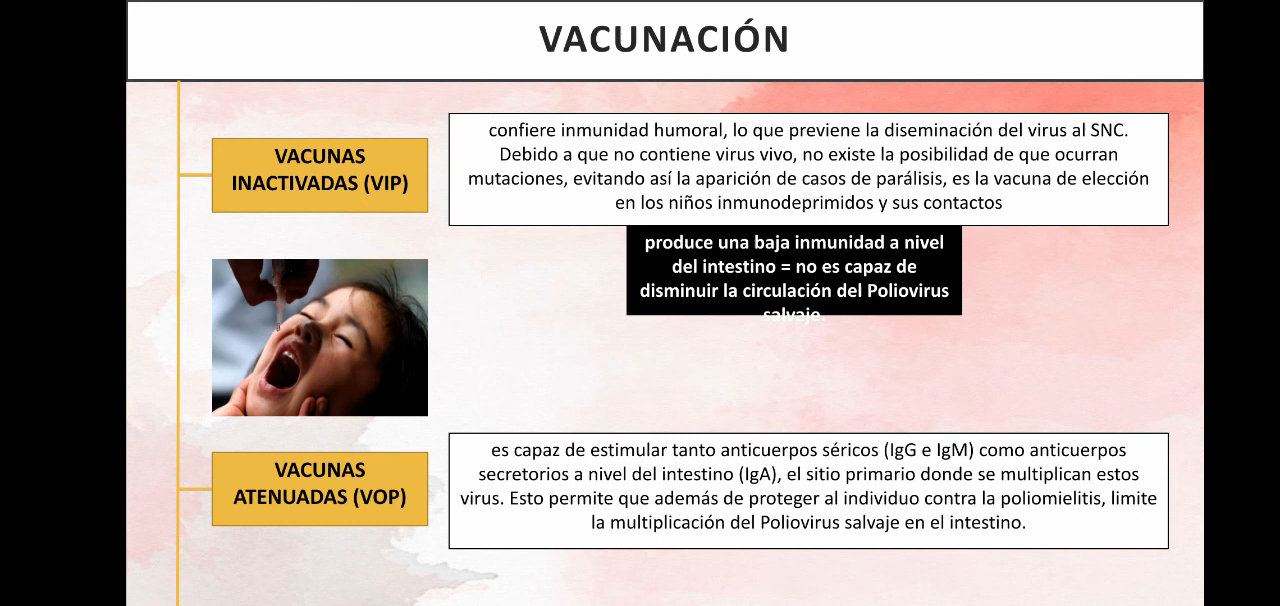 VACUNACIÓN
VACUNAS
INACTIVADAS (VIP)
confiere inmunidad humoral, lo que previene la diseminación del virus al SNC.
Debido a que no contiene virus vivo, no existe la posibilidad de que ocurran
mutaciones, evitando así la aparición de casos de parálisis, es la vacuna de elección
en los niños inmunodeprimidos y sus contactos
produce una baja inmunidad a nivel
del intestino = no es capaz de
disminuir la circulación del Poliovirus
salvaje.
VACUNAS
ATENUADAS (VOP)
es capaz de estimular tanto anticuerpos séricos (IgG e IgM) como anticuerpos
secretorios a nivel del intestino (IgA), el sitio primario donde se multiplican estos
virus. Esto permite que además de proteger al individuo contra la poliomielitis, limite
la multiplicación del Poliovirus salvaje en el intestino.